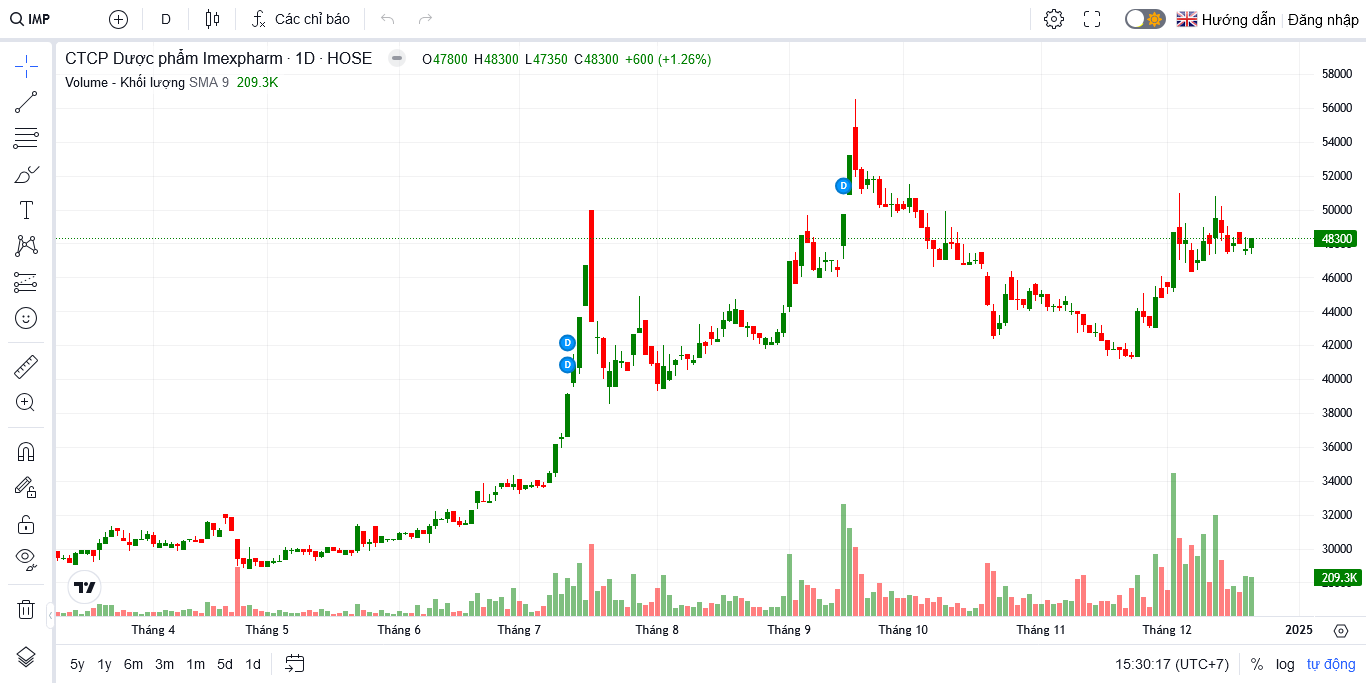 IMP D Các chỉ báo Hướng dẫn Đăng nhập
CTCP Dược phẩm Imexpharm · 1D · HOSE O47800 H48300 L47350 C48300 +600 (+1.26%)
Volume - Khối lượng SMA 9 209.3K
58000
56000
54000
52000
50000
48300
46000
44000
42000
40000
38000
36000
34000
32000
30000
209.3K
D
D
D
Tháng 4 Tháng 5 Tháng 6 Tháng 7 Tháng 8 Tháng 9 Tháng 10 Tháng 11 Tháng 12 2025
5y 1y 6m 3m 1m 5d 1d 15:30:17 (UTC+7) % log tự động